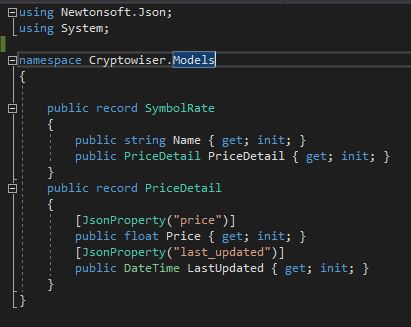 using Newtonsoft.Json;
using System;
namespace Cryptowiser.Models
{
public record SymbolRate
{
public string Name { get; init; }
public PriceDetail PriceDetail { get; init; }
}
public record PriceDetail
{
[JsonProperty("price")]
public float Price { get; init; }
[JsonProperty("last_updated")]
public DateTime LastUpdated { get; init; }
}
}